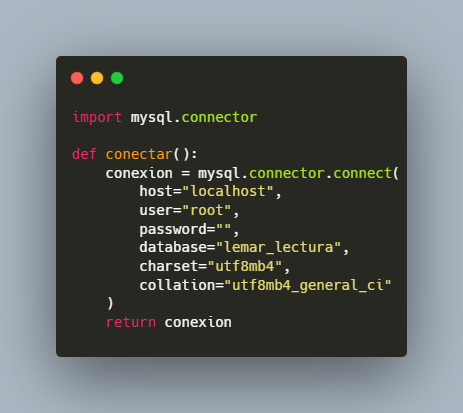 import mysql.connector

def conectar():
    conexion = mysql.connector.connect(
        host="localhost",
        user="root",
        password="",
        database="lemar_lectura",
        charset="utf8mb4",
        collation="utf8mb4_general_ci"
    )
    return conexion